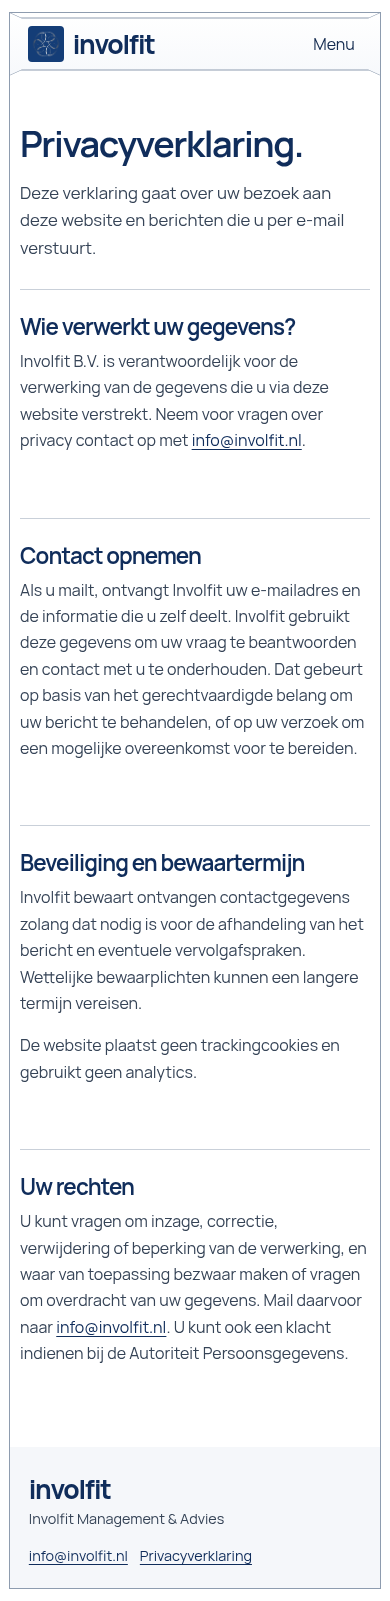 involfit
Menu
Privacyverklaring.
Deze verklaring gaat over uw bezoek aan
deze website en berichten die u per e-mail
verstuurt.
Wie verwerkt uw gegevens?
Involfit B.V. is verantwoordelijk voor de
verwerking van de gegevens die u via deze
website verstrekt. Neem voor vragen over
privacy contact op met info@involfit.nl.
Contact opnemen
Als u mailt, ontvangt Involfit uw e-mailadres en
de informatie die u zelf deelt. Involfit gebruikt
deze gegevens om uw vraag te beantwoorden
en contact met u te onderhouden. Dat gebeurt
op basis van het gerechtvaardigde belang om
uw bericht te behandelen, of op uw verzoek om
een mogelijke overeenkomst voor te bereiden.
Beveiliging en bewaartermijn
Involfit bewaart ontvangen contactgegevens
zolang dat nodig is voor de afhandeling van het
bericht en eventuele vervolgafspraken.
Wettelijke bewaarplichten kunnen een langere
termijn vereisen.
De website plaatst geen trackingcookies en
gebruikt geen analytics.
Uw rechten
U kunt vragen om inzage, correctie,
verwijdering of beperking van de verwerking, en
waar van toepassing bezwaar maken of vragen
om overdracht van uw gegevens. Mail daarvoor
naar info@involfit.nl. U kunt ook een klacht
indienen bij de Autoriteit Persoonsgegevens.
involfit
Involfit Management & Advies
info@involfit.nl Privacyverklaring